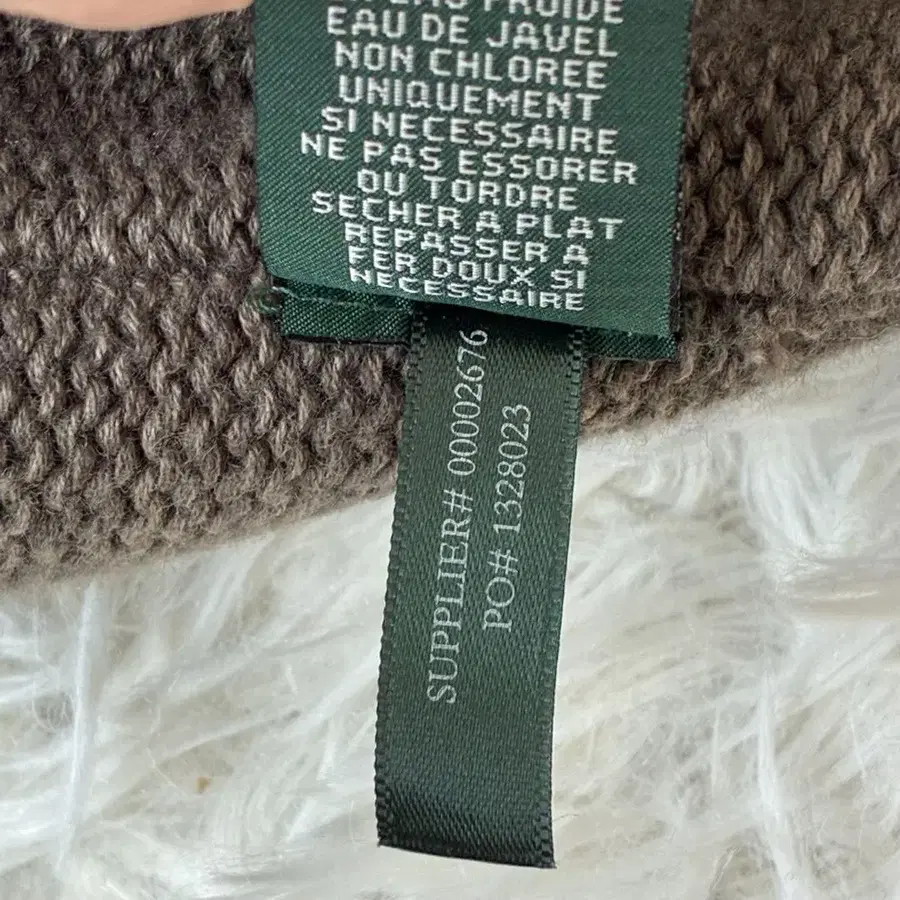 FROIDE
EAU DE JAVEL
NON CHLOREE
UNIQUEMENT
SI NECESSAIRE
NE PAS ESSORER
OU TORDRE
SECHER A PLAT
REPASSER A
FER DOUX SI
NECESSAIRE
SUPPLIER# 00002676
PO# 1328023